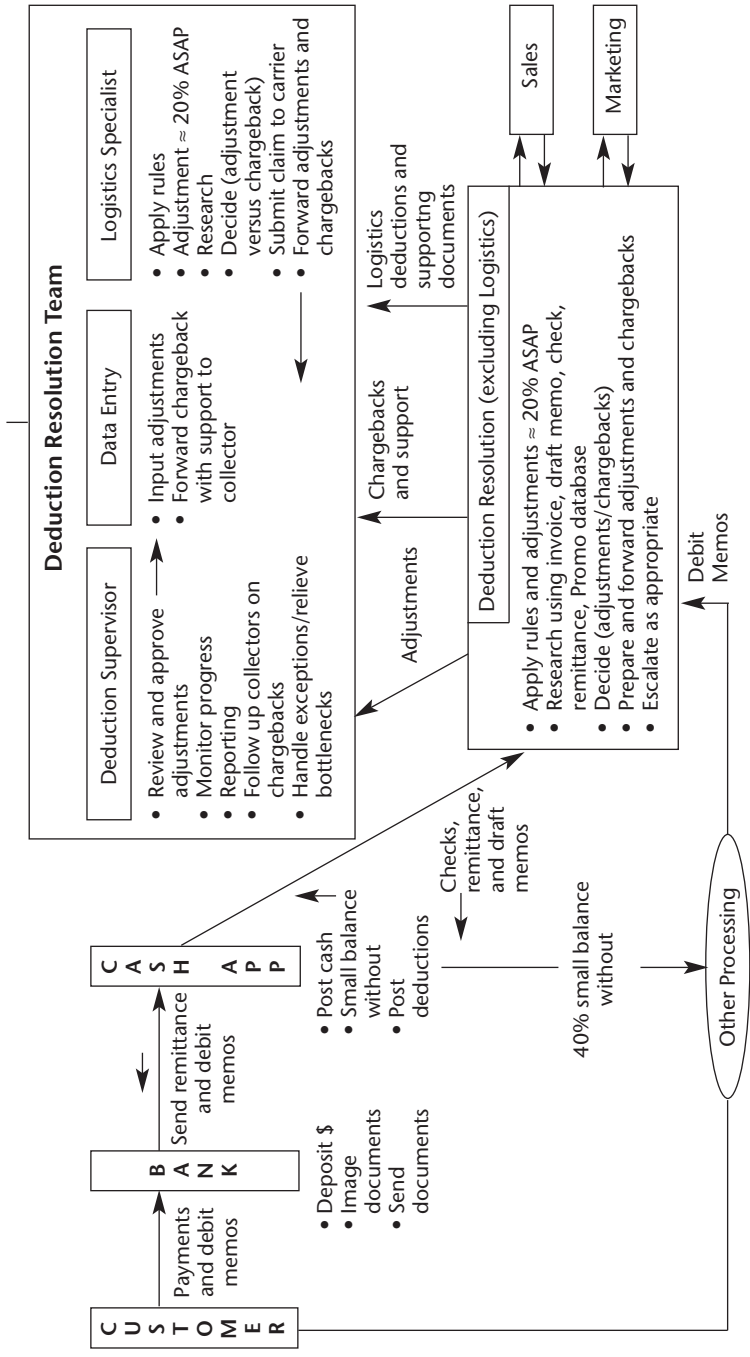 Deduction Resolution Team
Deduction Supervisor
• Review and approve
adjustments
• Monitor progress
• Reporting
• Follow up collectors on
chargebacks
• Handle exceptions/relieve
bottlenecks
Data Entry
• Input adjustments
• Forward chargeback
with support to
collector
Logistics Specialist
• Apply rules
• Adjustment ≈ 20% ASAP
• Research
• Decide (adjustment
versus chargeback)
• Submit claim to carrier
• Forward adjustments and
chargebacks
CUSTOMER
Payments
and debit
memos
BANK
• Deposit $
• Image
documents
• Send
documents
Send remittance
and debit
memos
CASH APP
• Post cash
• Small balance
without
• Post
deductions
Checks,
remittance,
and draft
memos
40% small balance
without
Other Processing
Debit
Memos
Adjustments
Chargebacks
and support
Logistics
deductions and
supportng
documents
Deduction Resolution (excluding Logistics)
• Apply rules and adjustments ≈ 20% ASAP
• Research using invoice, draft memo, check,
remittance, Promo database
• Decide (adjustments/chargebacks)
• Prepare and forward adjustments and chargebacks
• Escalate as appropriate
Sales
Marketing